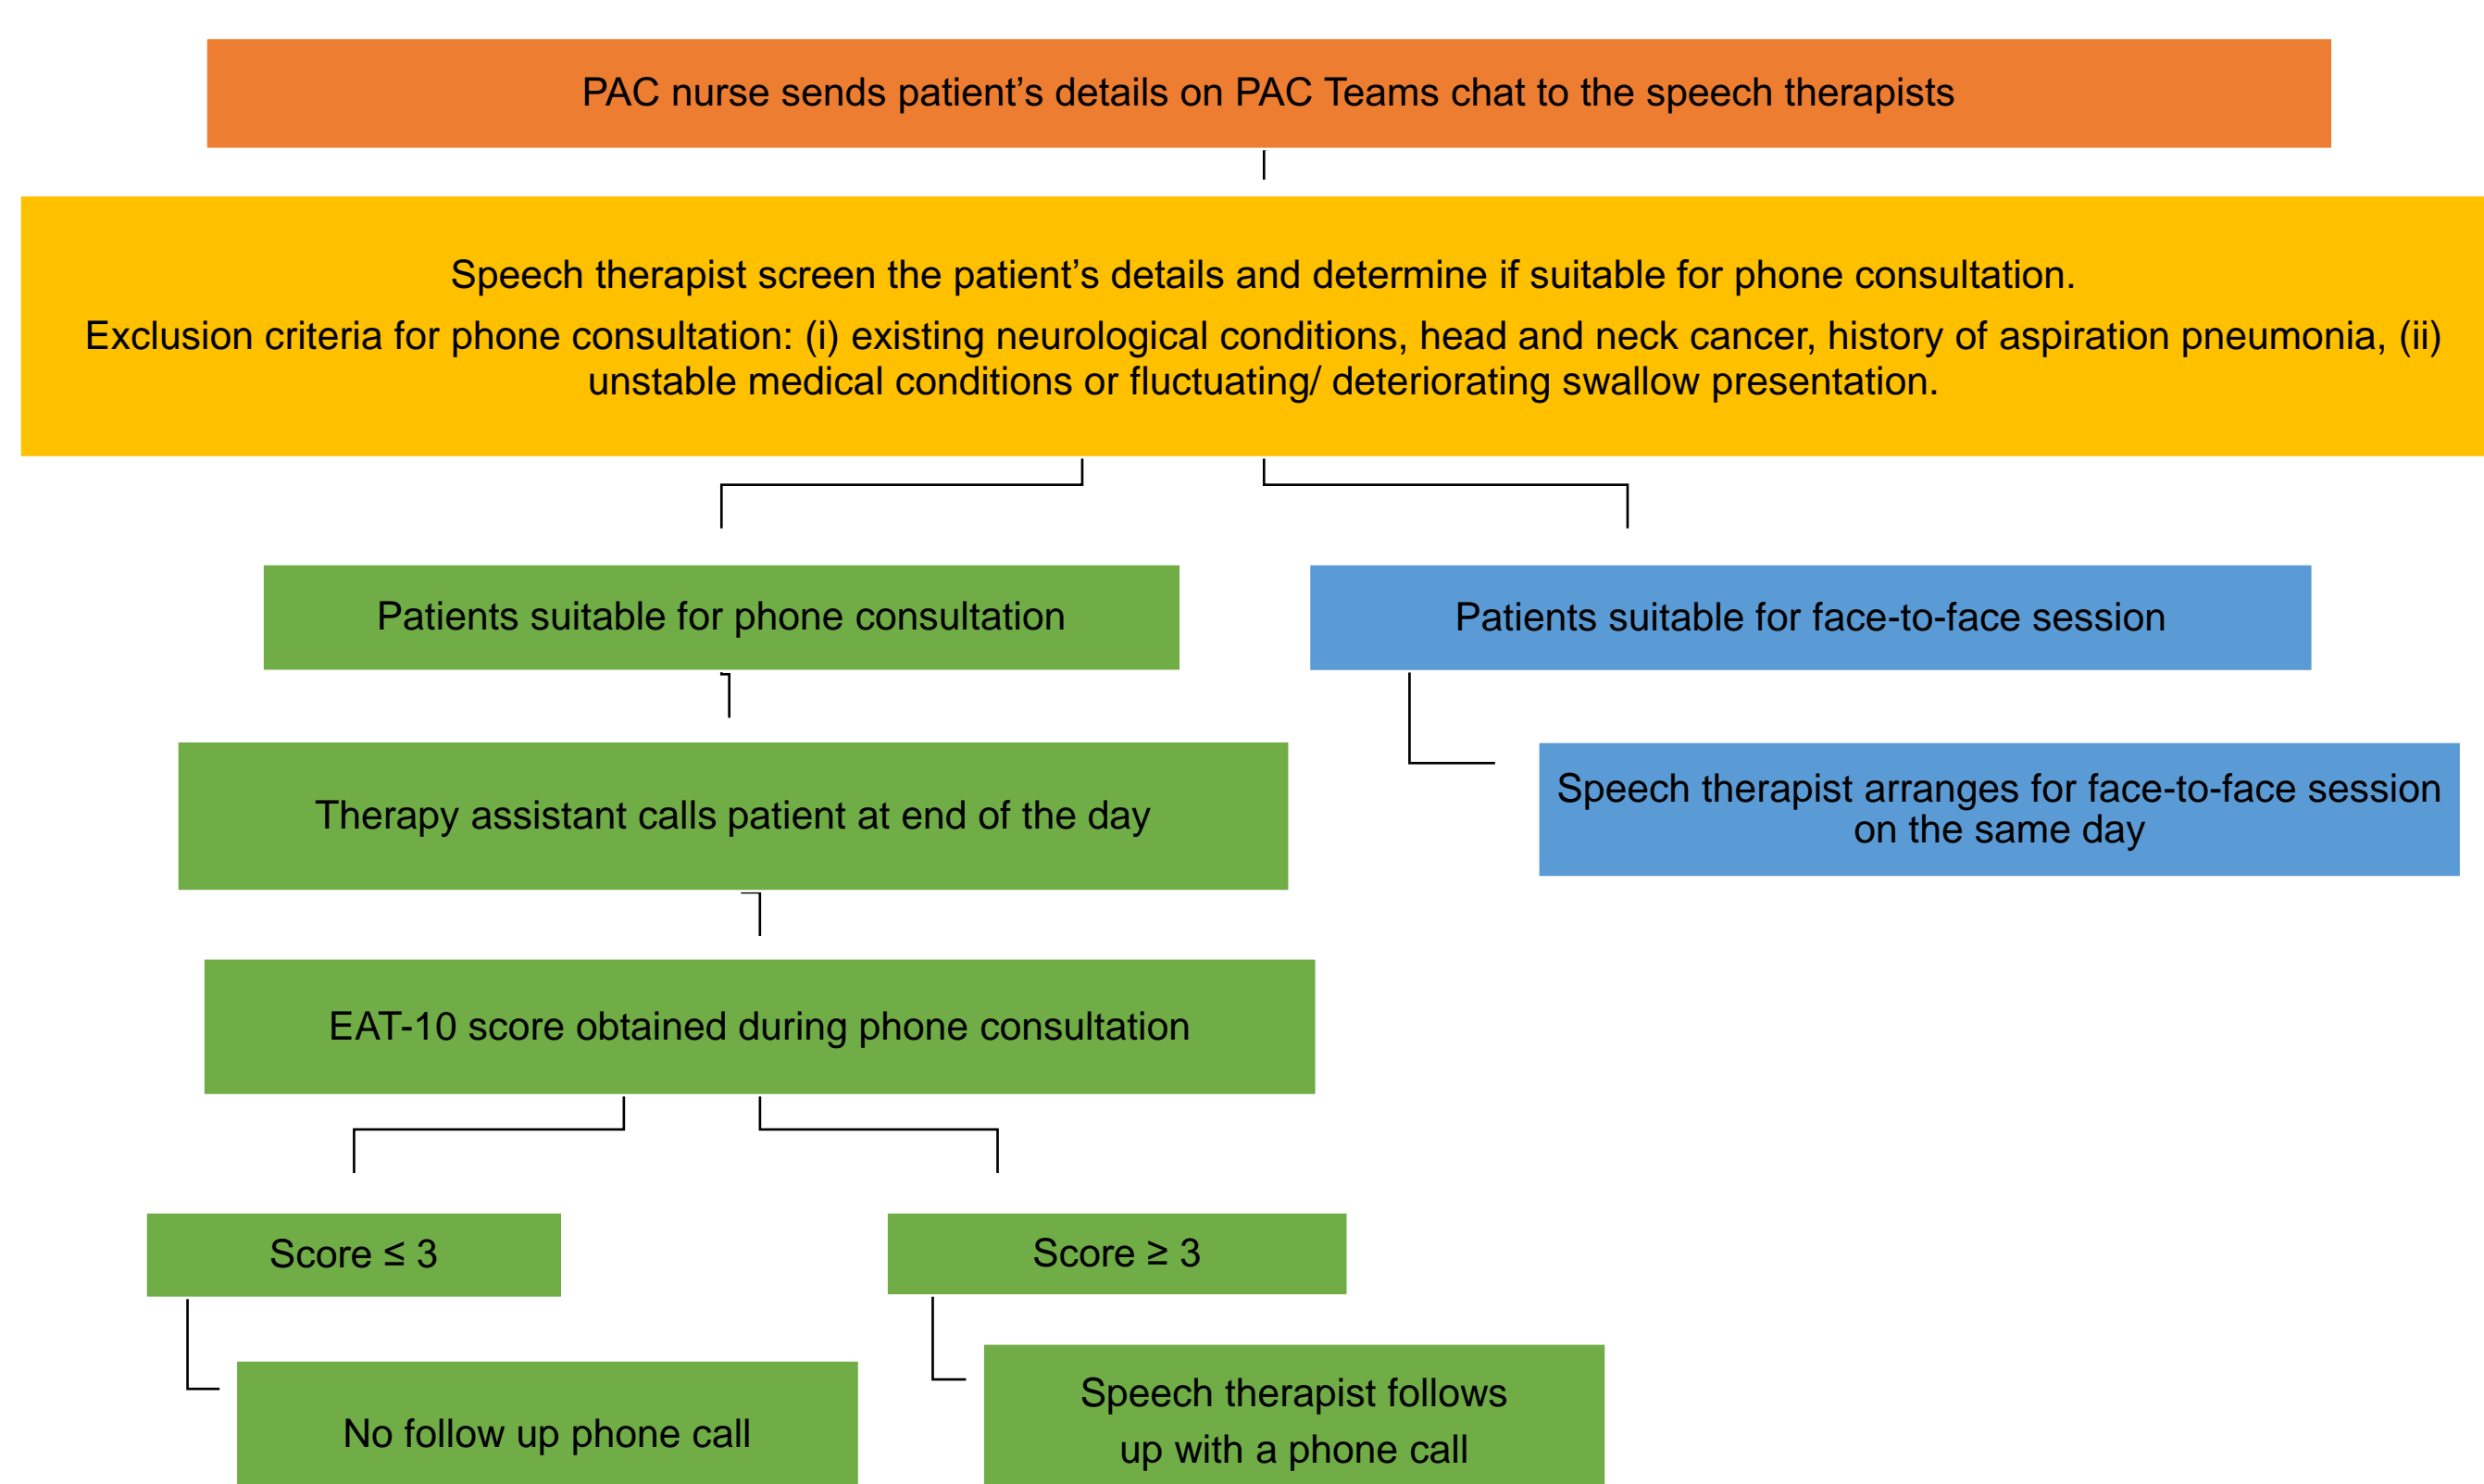 PAC nurse sends patient’s details on PAC Teams chat to the speech therapists
Speech therapist screen the patient’s details and determine if suitable for phone consultation.
Exclusion criteria for phone consultation: (i) existing neurological conditions, head and neck cancer, history of aspiration pneumonia, (ii)
unstable medical conditions or fluctuating/ deteriorating swallow presentation.
Patients suitable for phone consultation
Patients suitable for face-to-face session
Therapy assistant calls patient at end of the day
Speech therapist arranges for face-to-face session
on the same day
EAT-10 score obtained during phone consultation
Score ≤ 3
Score ≥ 3
No follow up phone call
Speech therapist follows
up with a phone call